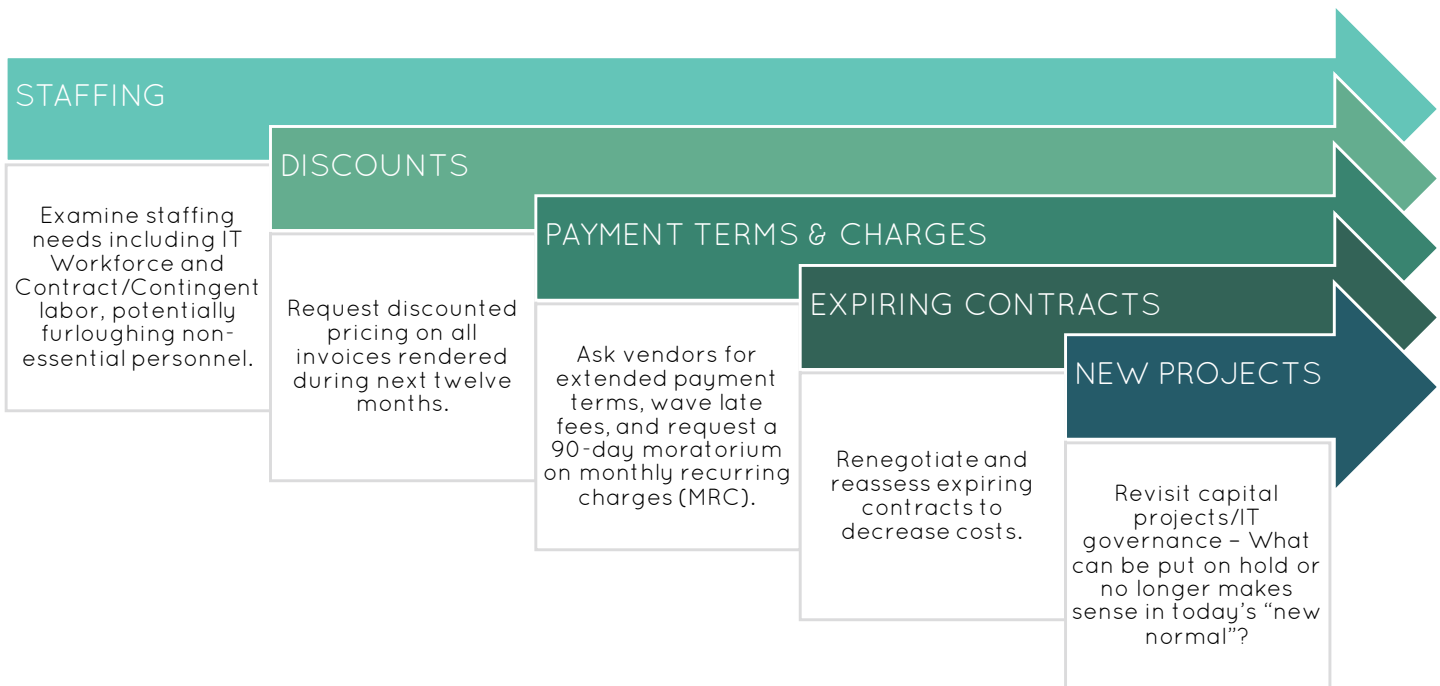 STAFFING
Examine staffing
needs including IT
Workforce and
Contract/Contingent
labor, potentially
furloughing non-
essential personnel.
DISCOUNTS
Request discounted
pricing on all
invoices rendered
during next twelve
months.
PAYMENT TERMS & CHARGES
Ask vendors for
extended payment
terms, wave late
fees, and request a
90-day moratorium
on monthly recurring
charges (MRC).
EXPIRING CONTRACTS
Renegotiate and
reassess expiring
contracts to
decrease costs.
NEW PROJECTS
Revisit capital
projects/IT
governance – What
can be put on hold or
no longer makes
sense in today’s “new
normal”?